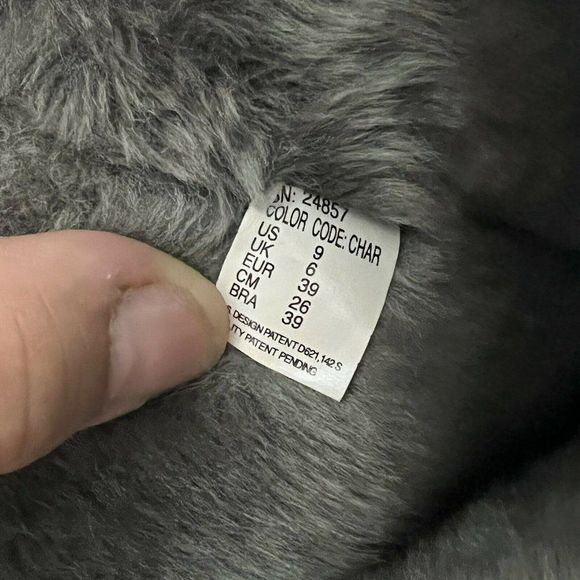 SN: 24857
COLOR CODE: CHAR
US 9
UK 6
EUR 39
CM 26
BRA 39
DESIGN PATENT D621,142 S
PATENT PENDING